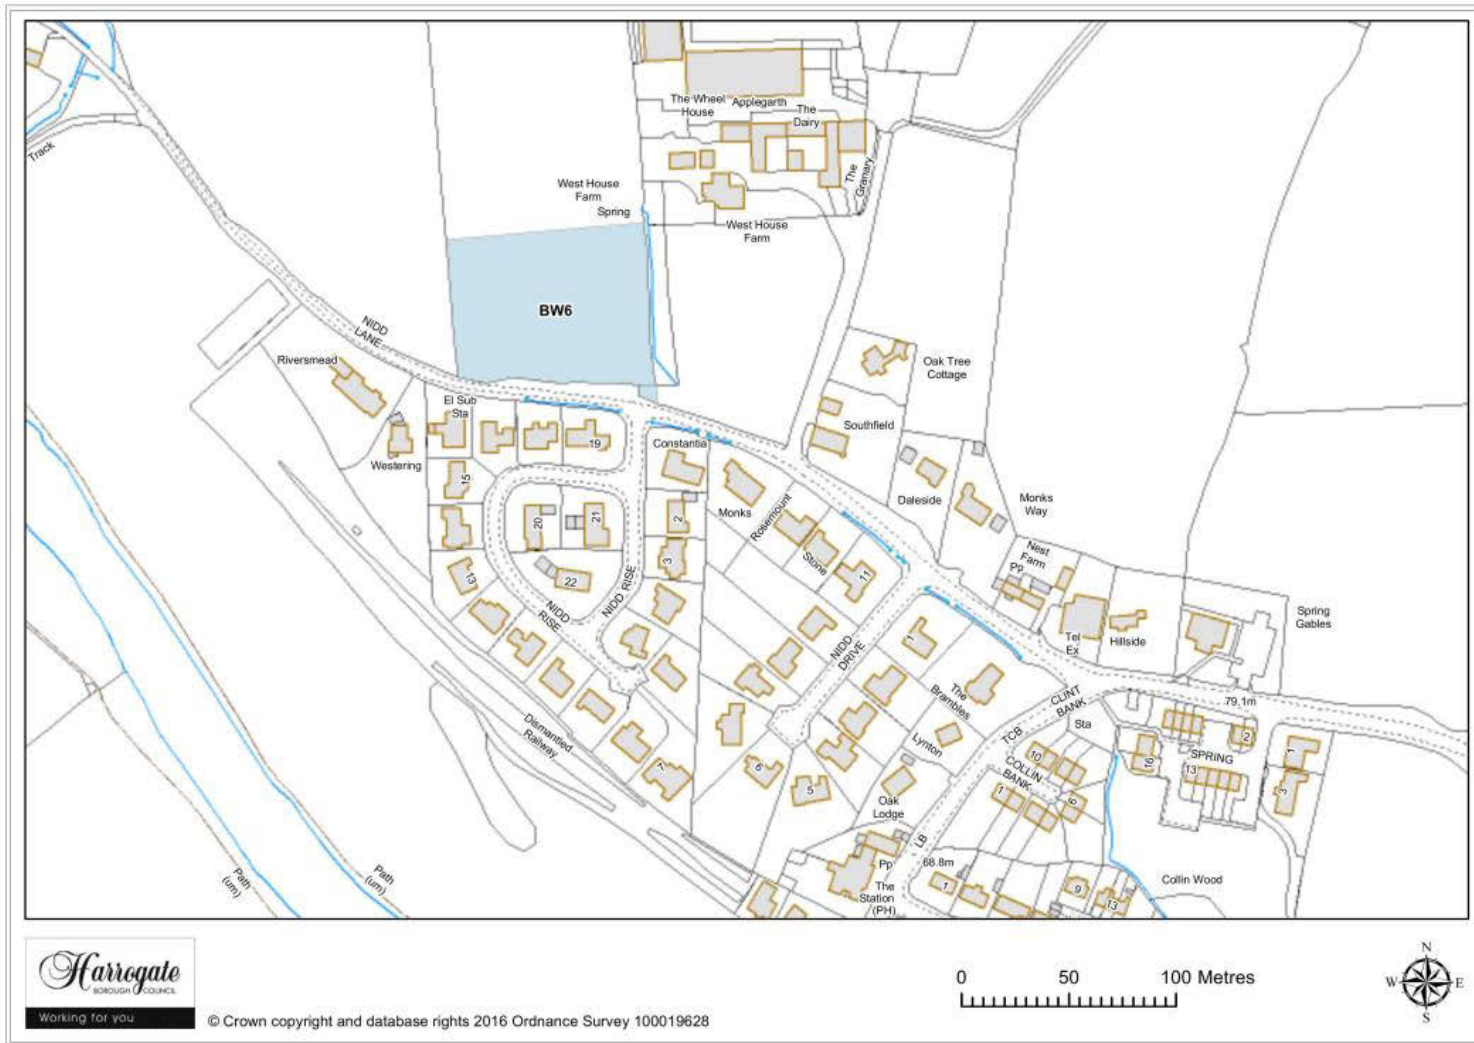 Track
The Wheel
House
Applegarth
The
Dairy
The
Granary
West House
Farm
Spring
West House
Farm
BW6
NIDD
LANE
Riversmead
El Sub
Sta
Westering
19
15
13
20
21
22
Constantia
2
3
NIDD RISE
NIDD
RISE
Monks
Rosemount
Stone
11
Oak Tree
Cottage
Southfield
Daleside
Monks
Way
Nest
Farm
Pp
Tel
Ex
Hillside
Spring
Gables
NIDD
DRIVE
1
The
Brambles
Lynton
CLINT
BANK
79.1m
Sta
TCB
10
COLLIN
BANK
1
6
16
SPRING
13
2
1
3
Dismantled
Railway
7
6
5
Oak
Lodge
LB
68.8m
Pp
The
Station
(PH)
1
9
13
Collin Wood
Path
(um)
Path
(um)
Harrogate
BOROUGH COUNCIL
Working for you
© Crown copyright and database rights 2016 Ordnance Survey 100019628
0 50 100 Metres
N
W E
S